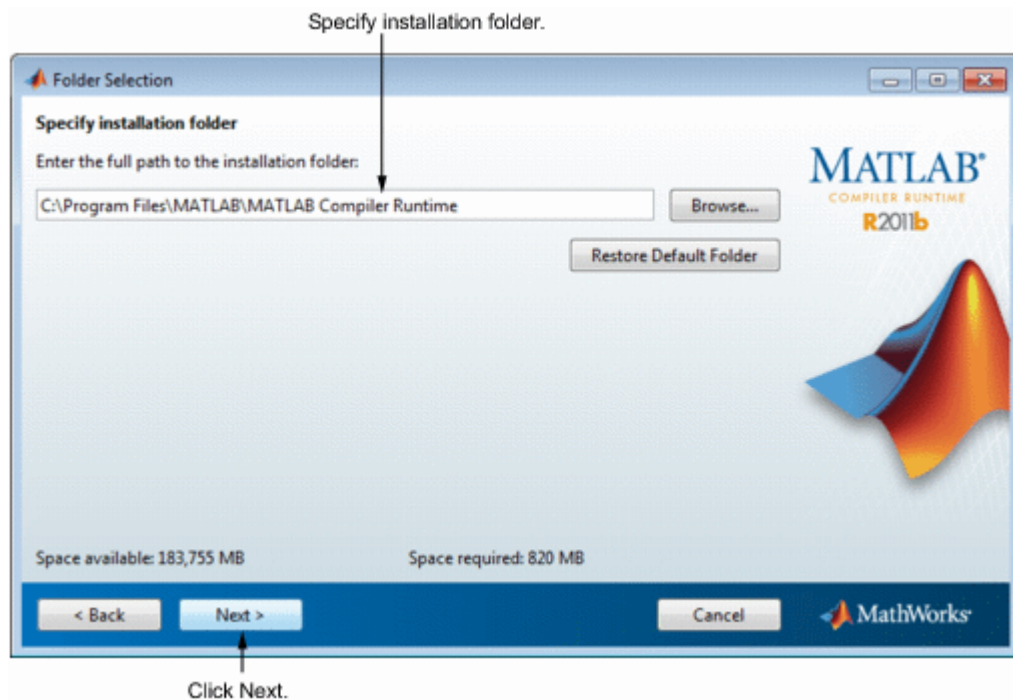 Specify installation folder.
Folder Selection
Specify installation folder
Enter the full path to the installation folder:
C:\Program Files\MATLAB\MATLAB Compiler Runtime
Browse...
Restore Default Folder
MATLAB®
COMPILER RUNTIME
R2011b
Space available: 183,755 MB
Space required: 820 MB
< Back
Next >
Cancel
MathWorks®
Click Next.